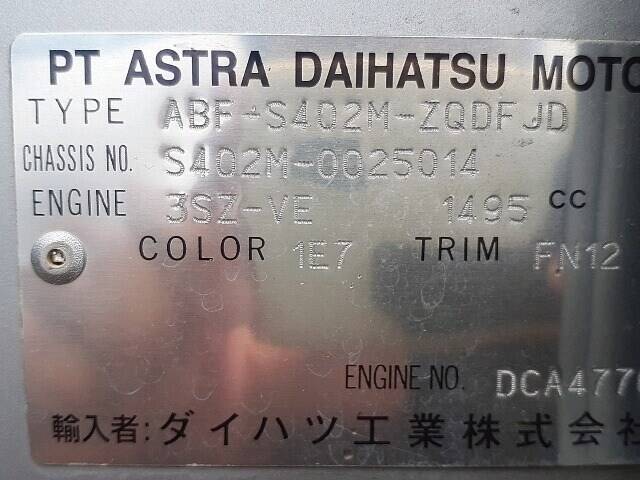 PT ASTRA DAIHATSU MOTO
TYPE ABF-S402M-ZQDFJD
CHASSIS NO. S402M-0025014
ENGINE 3SZ-VE 1495 CC
COLOR 1E7 TRIM FN12
ENGINE NO. DCA477
輸入者:ダイハツ工業株式会